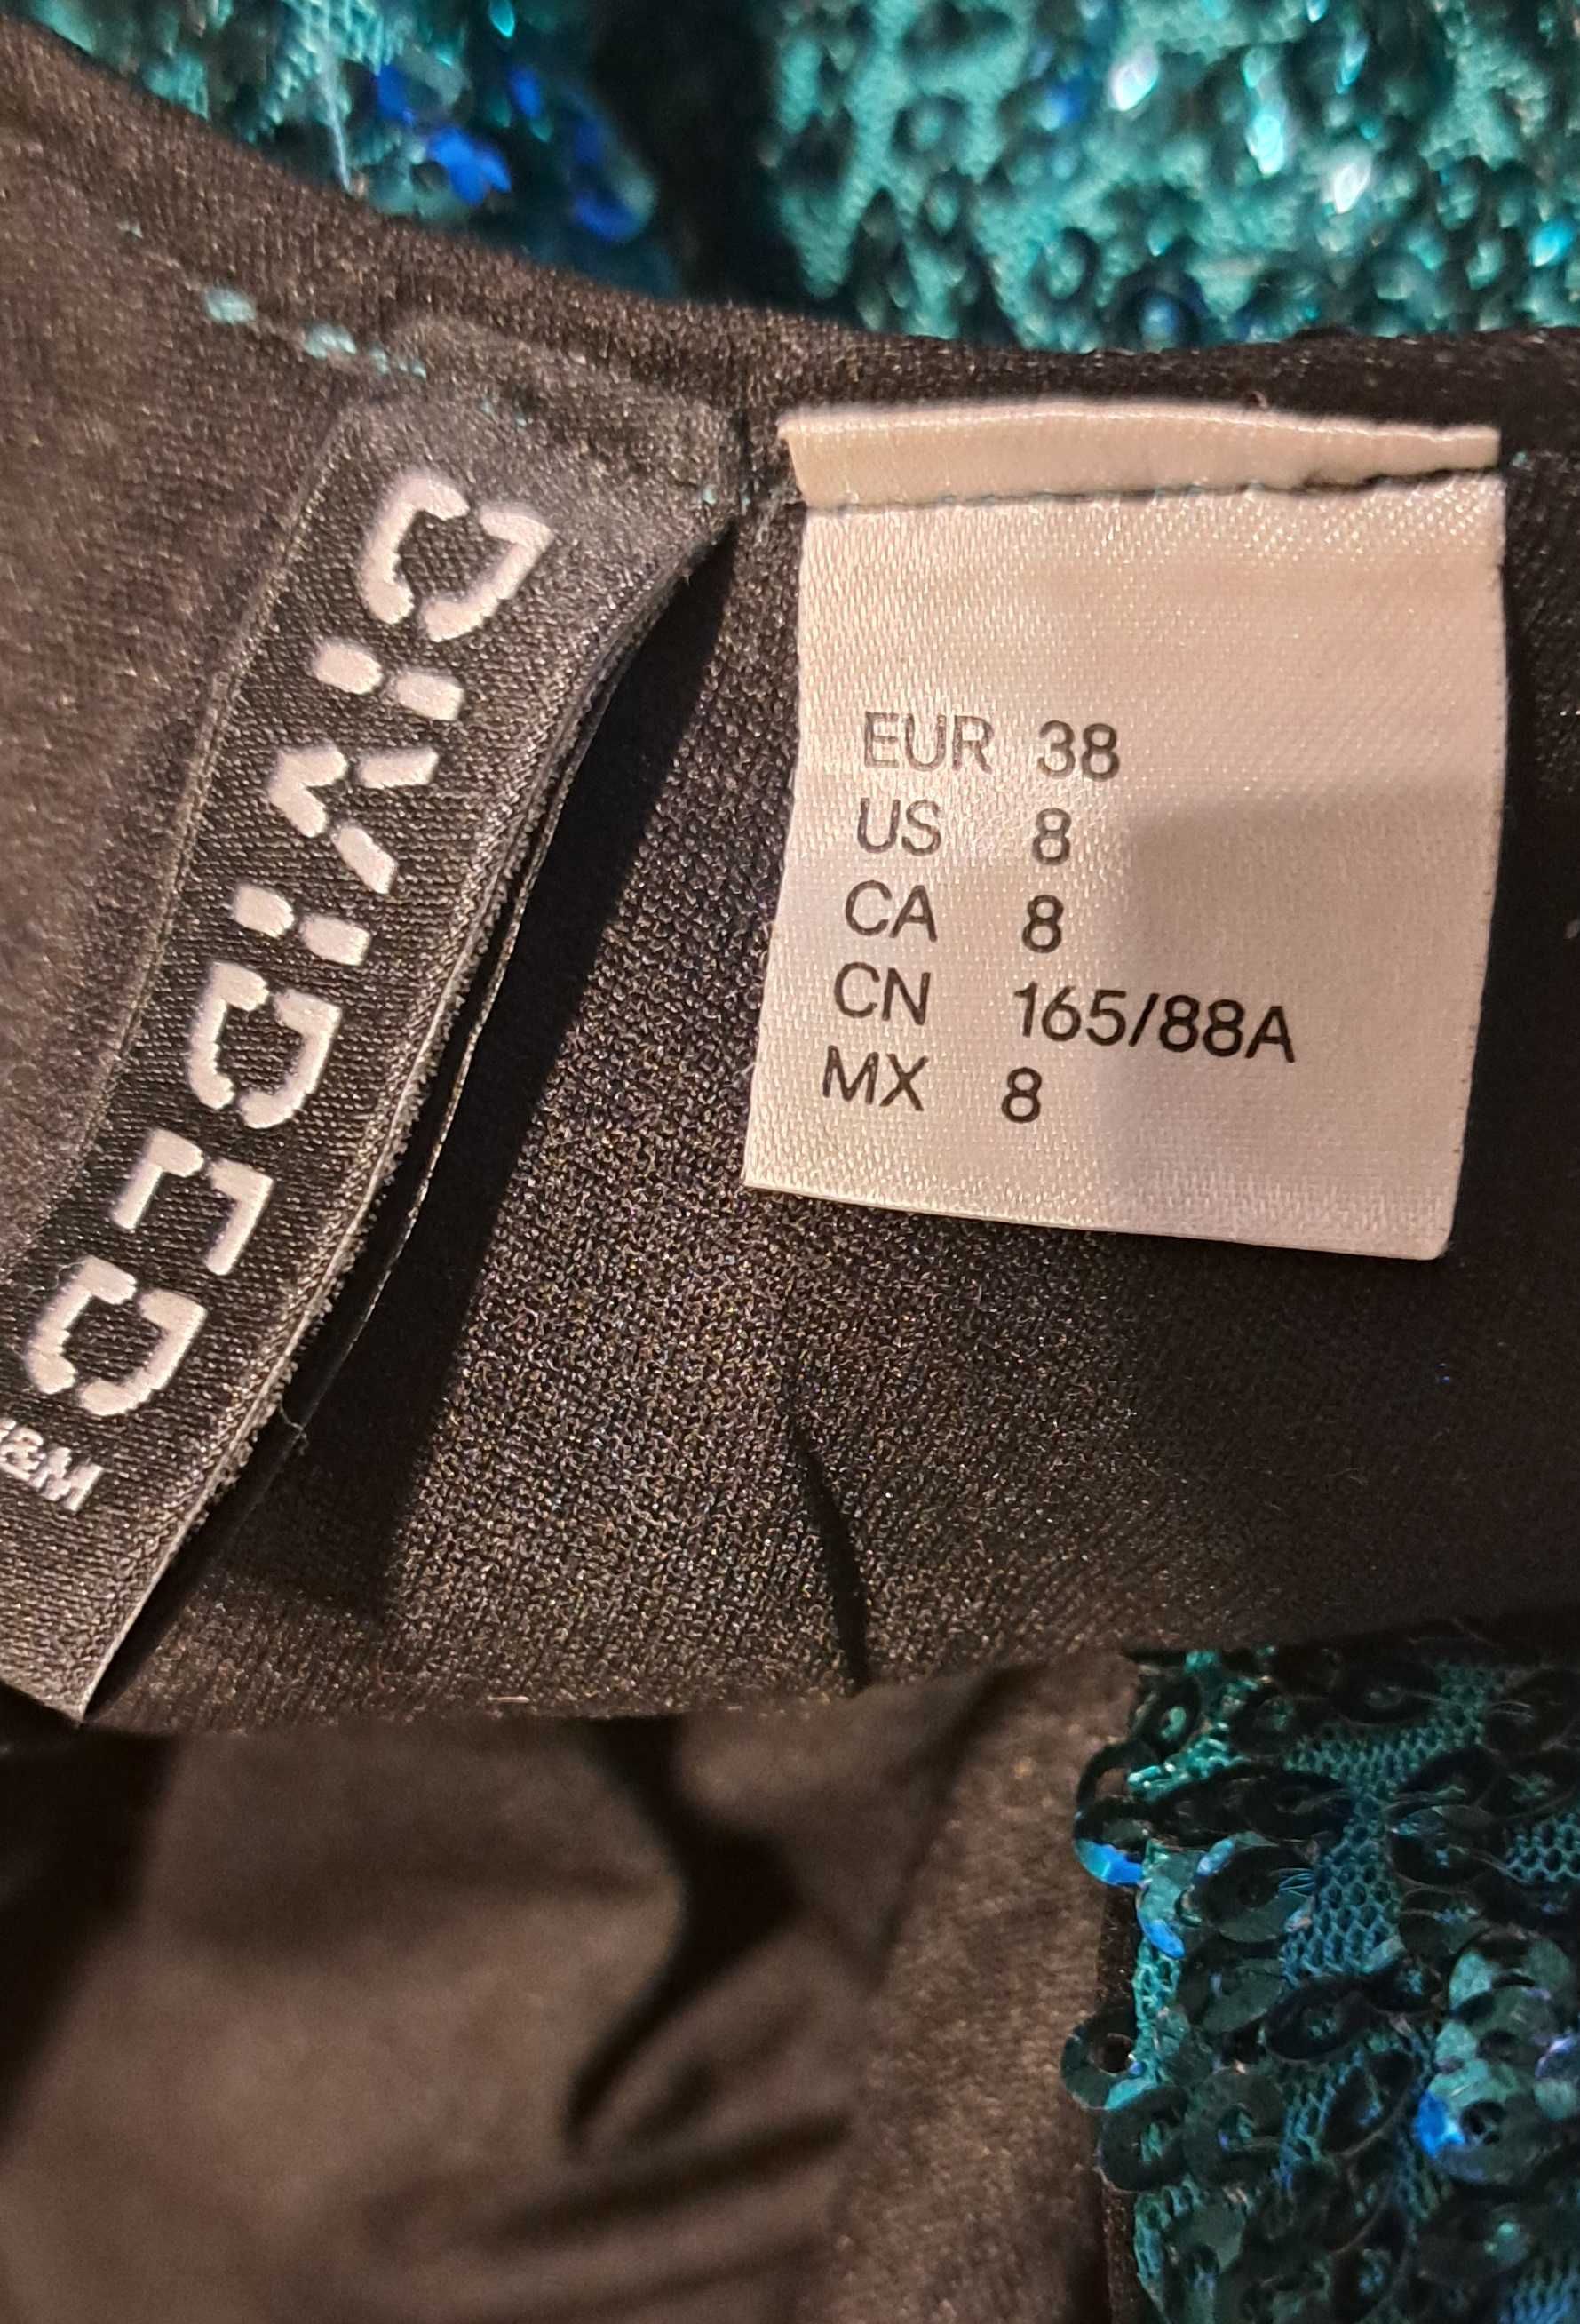 DIVIDED
H&M
EUR 38
US 8
CA 8
CN 165/88A
MX 8